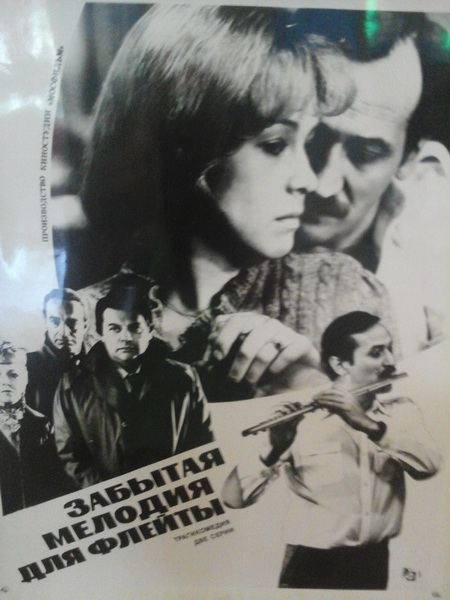 ПРОИЗВОДСТВО КИНОСТУДИИ «МОСФИЛЬМ»
ЗАБЫТАЯ
МЕЛОДИЯ
ДЛЯ ФЛЕЙТЫ
ТРАГИКОМЕДИЯ
ДВЕ СЕРИИ